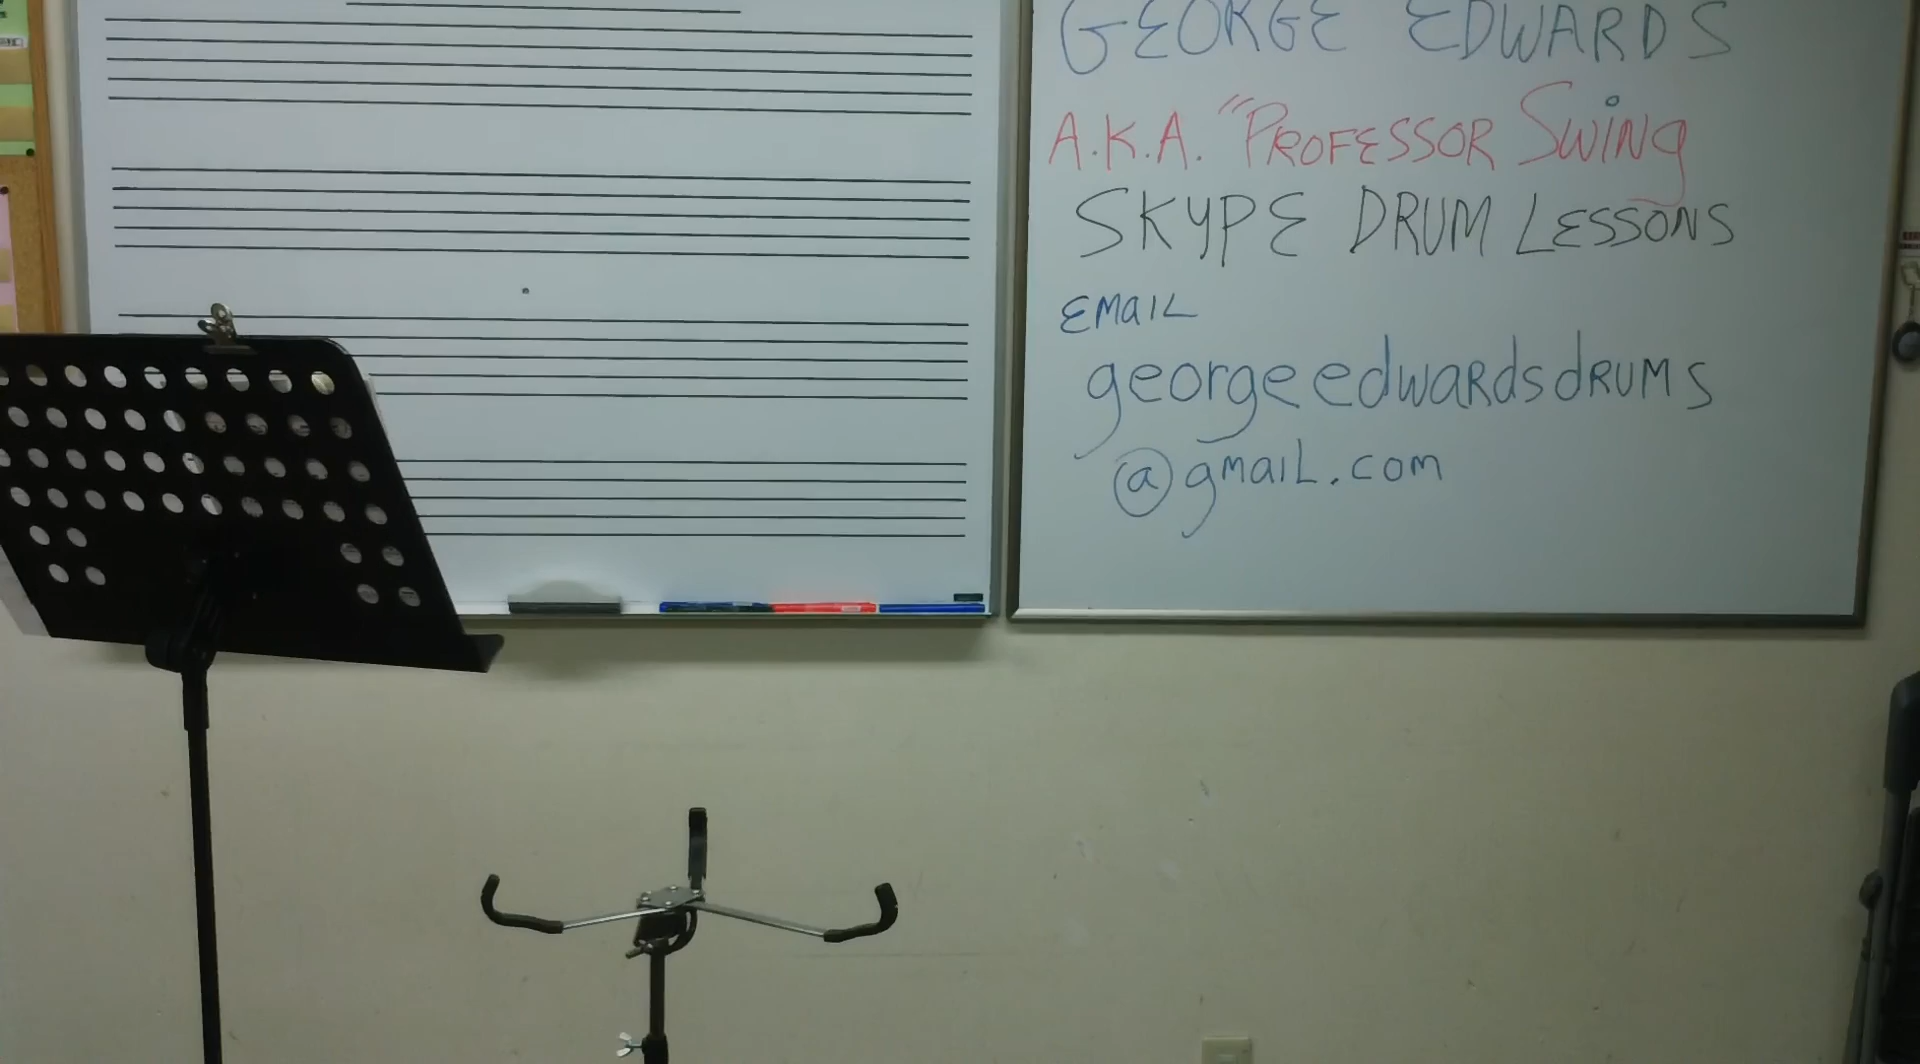 GEORGE EDWARDS
A.K.A. "PROFESSOR SWiNg
SKYPE DRUM LESSONS
EMaIL
georgeedwaRdsdRUMS
@gmaiL.com